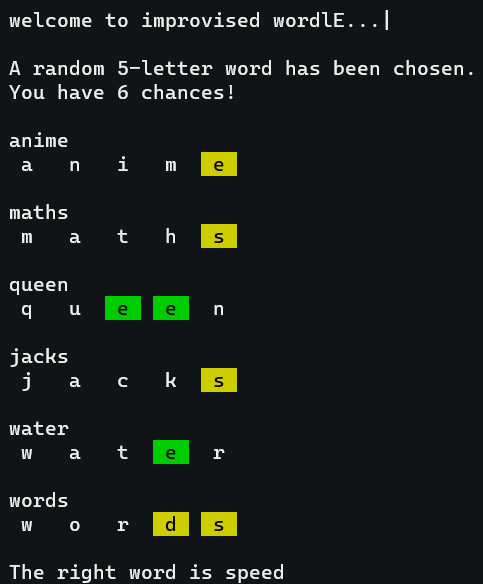 welcome to improvised wordlE...|
A random 5-letter word has been chosen.
You have 6 chances!
anime
a n i m e
maths
m a t h s
queen
q u e e n
jacks
j a c k s
water
w a t e r
words
w o r d s
The right word is speed